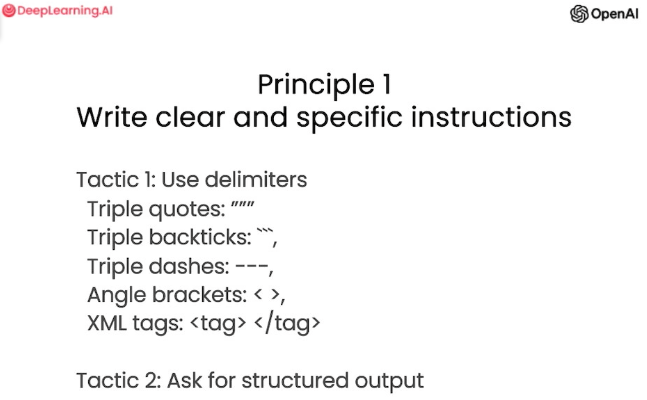 DeepLearning.AI
OpenAI
Principle 1
Write clear and specific instructions
Tactic 1: Use delimiters
Triple quotes: """
Triple backticks: ```,
Triple dashes: ---,
Angle brackets: < >,
XML tags: <tag> </tag>
Tactic 2: Ask for structured output